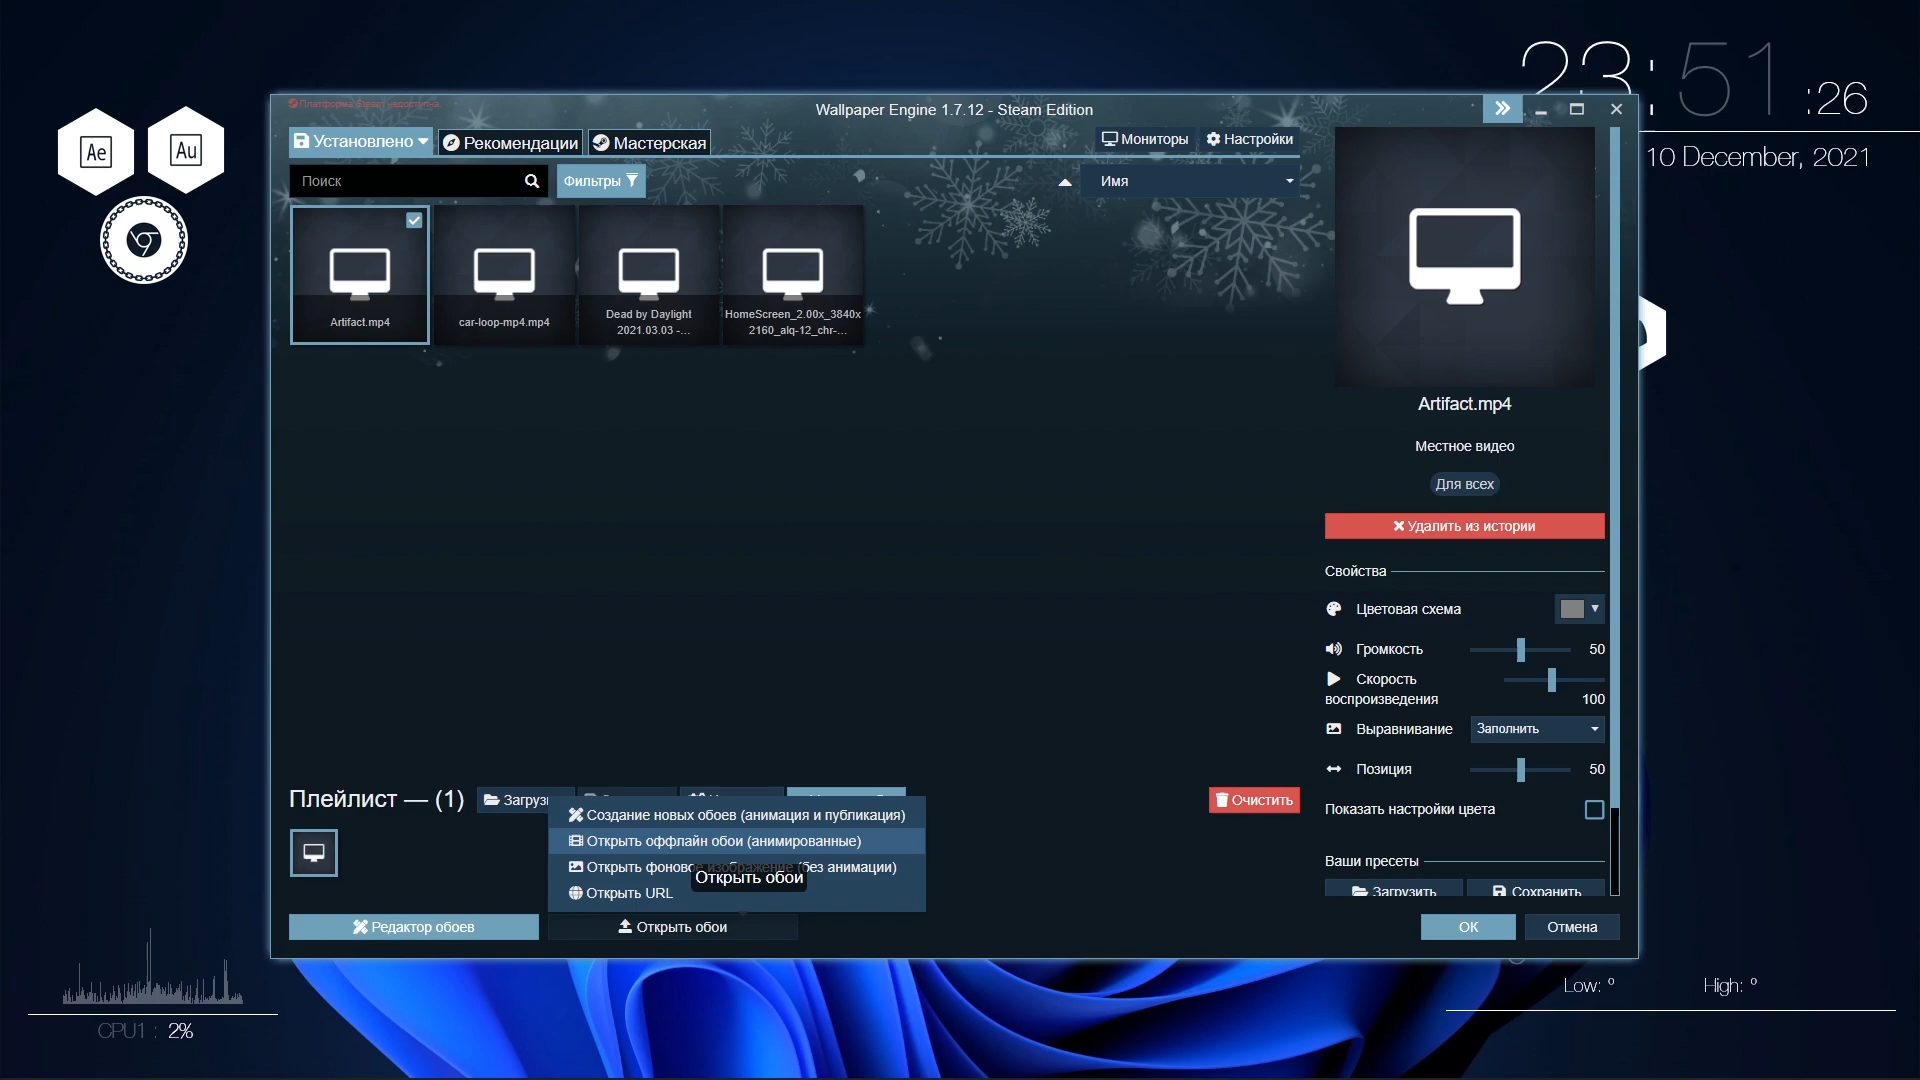 23:51:26
10 December, 2021
Ae
Au
Платформа Steam недоступна
Wallpaper Engine 1.7.12 - Steam Edition
Установлено
Рекомендации
Мастерская
Мониторы
Настройки
Поиск
Фильтры
Имя
Artifact.mp4
car-loop-mp4.mp4
Dead by Daylight
2021.03.03 -...
HomeScreen_2.00x_3840x
2160_alq-12_chr-...
Artifact.mp4
Местное видео
Для всех
Удалить из истории
Свойства
Цветовая схема
Громкость 50
Скорость
воспроизведения 100
Выравнивание Заполнить
Позиция 50
Показать настройки цвета
Ваши пресеты
Загрузить
Сохранить
Плейлист — (1)
Очистить
Создание новых обоев (анимация и публикация)
Открыть оффлайн обои (анимированные)
Открыть фоновое изображение (без анимации)
Открыть URL
Открыть обои
Редактор обоев
Открыть обои
ОК
Отмена
Low: °
High: °
CPU1 : 2%